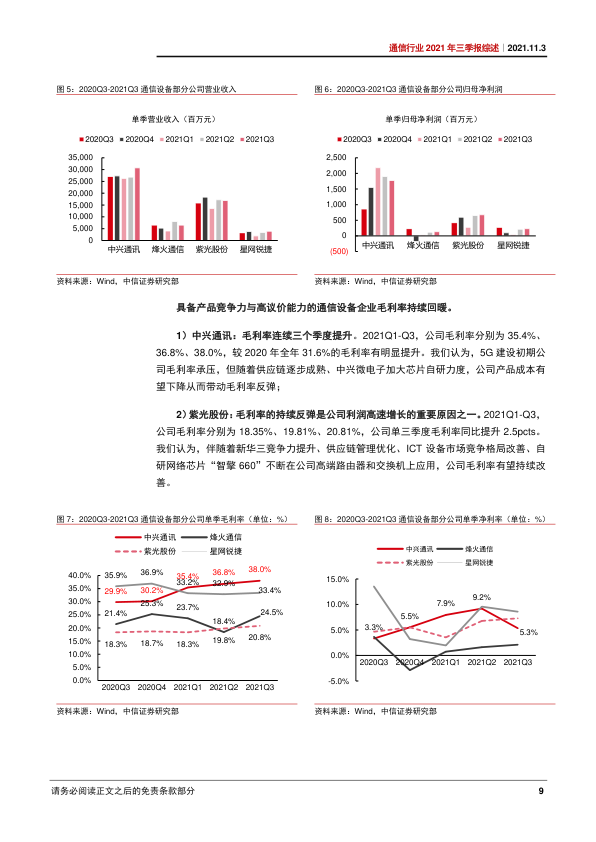 通信行业 2021 年三季报综述｜2021.11.3
图 5：2020Q3-2021Q3 通信设备部分公司营业收入
单季营业收入（百万元）
2020Q3 2020Q4 2021Q1 2021Q2 2021Q3
35,000
30,000
25,000
20,000
15,000
10,000
5,000
0
中兴通讯 烽火通信 紫光股份 星网锐捷
资料来源：Wind，中信证券研究部
图 6：2020Q3-2021Q3 通信设备部分公司归母净利润
单季归母净利润（百万元）
2020Q3 2020Q4 2021Q1 2021Q2 2021Q3
2,500
2,000
1,500
1,000
500
0
(500)
中兴通讯 烽火通信 紫光股份 星网锐捷
资料来源：Wind，中信证券研究部
具备产品竞争力与高议价能力的通信设备企业毛利率持续回暖。
1）中兴通讯：毛利率连续三个季度提升。2021Q1-Q3，公司毛利率分别为 35.4%、
36.8%、38.0%，较 2020 年全年 31.6%的毛利率有明显提升。我们认为，5G 建设初期公
司毛利率承压，但随着供应链逐步成熟、中兴微电子加大芯片自研力度，公司产品成本有
望下降从而带动毛利率反弹；
2）紫光股份：毛利率的持续反弹是公司利润高速增长的重要原因之一。2021Q1-Q3，
公司毛利率分别为 18.35%、19.81%、20.81%，公司单三季度毛利率同比提升 2.5pcts。
我们认为，伴随着新华三竞争力提升、供应链管理优化、ICT 设备市场竞争格局改善、自
研网络芯片“智擎 660”不断在公司高端路由器和交换机上应用，公司毛利率有望持续改
善。
图 7：2020Q3-2021Q3 通信设备部分公司单季毛利率（单位：%）
中兴通讯 烽火通信
紫光股份 星网锐捷
40.0%
35.0%
30.0%
25.0%
20.0%
15.0%
10.0%
5.0%
0.0%
35.9% 36.9% 33.2% 32.9% 33.4%
29.9% 30.2% 35.4% 36.8% 38.0%
21.4% 25.3% 23.7% 18.4% 24.5%
18.3% 18.7% 18.3% 19.8% 20.8%
2020Q3 2020Q4 2021Q1 2021Q2 2021Q3
资料来源：Wind，中信证券研究部
图 8：2020Q3-2021Q3 通信设备部分公司单季净利率（单位：%）
中兴通讯 烽火通信
紫光股份 星网锐捷
15.0%
10.0%
5.0%
0.0%
-5.0%
3.3% 5.5% 7.9% 9.2% 5.3%
2020Q3 2020Q4 2021Q1 2021Q2 2021Q3
资料来源：Wind，中信证券研究部
请务必阅读正文之后的免责条款部分
9